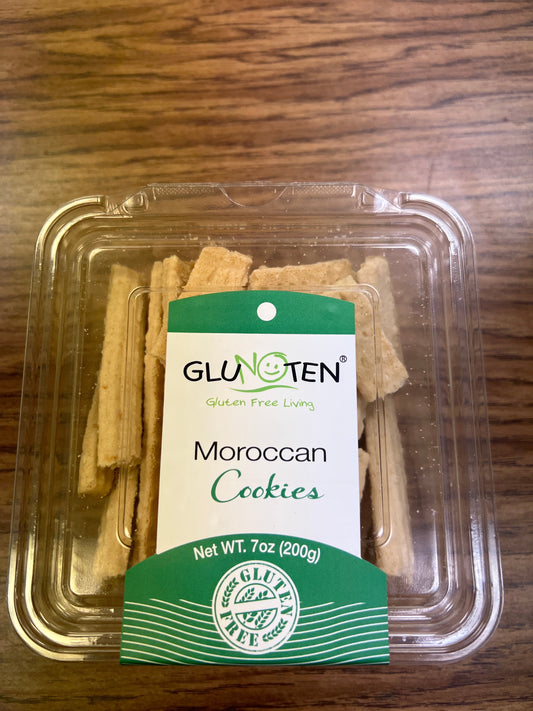 GLUNOTEN®
Gluten Free Living
Moroccan
Cookies
Net WT. 7oz (200g)
GLUTEN
FREE